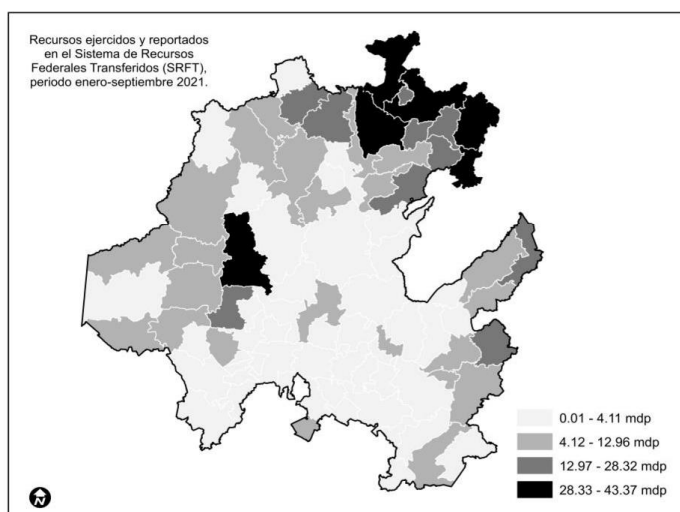 Recursos ejercidos y reportados
en el Sistema de Recursos
Federales Transferidos (SRFT),
periodo enero-septiembre 2021.
0.01 - 4.11 mdp
4.12 - 12.96 mdp
12.97 - 28.32 mdp
28.33 - 43.37 mdp
N